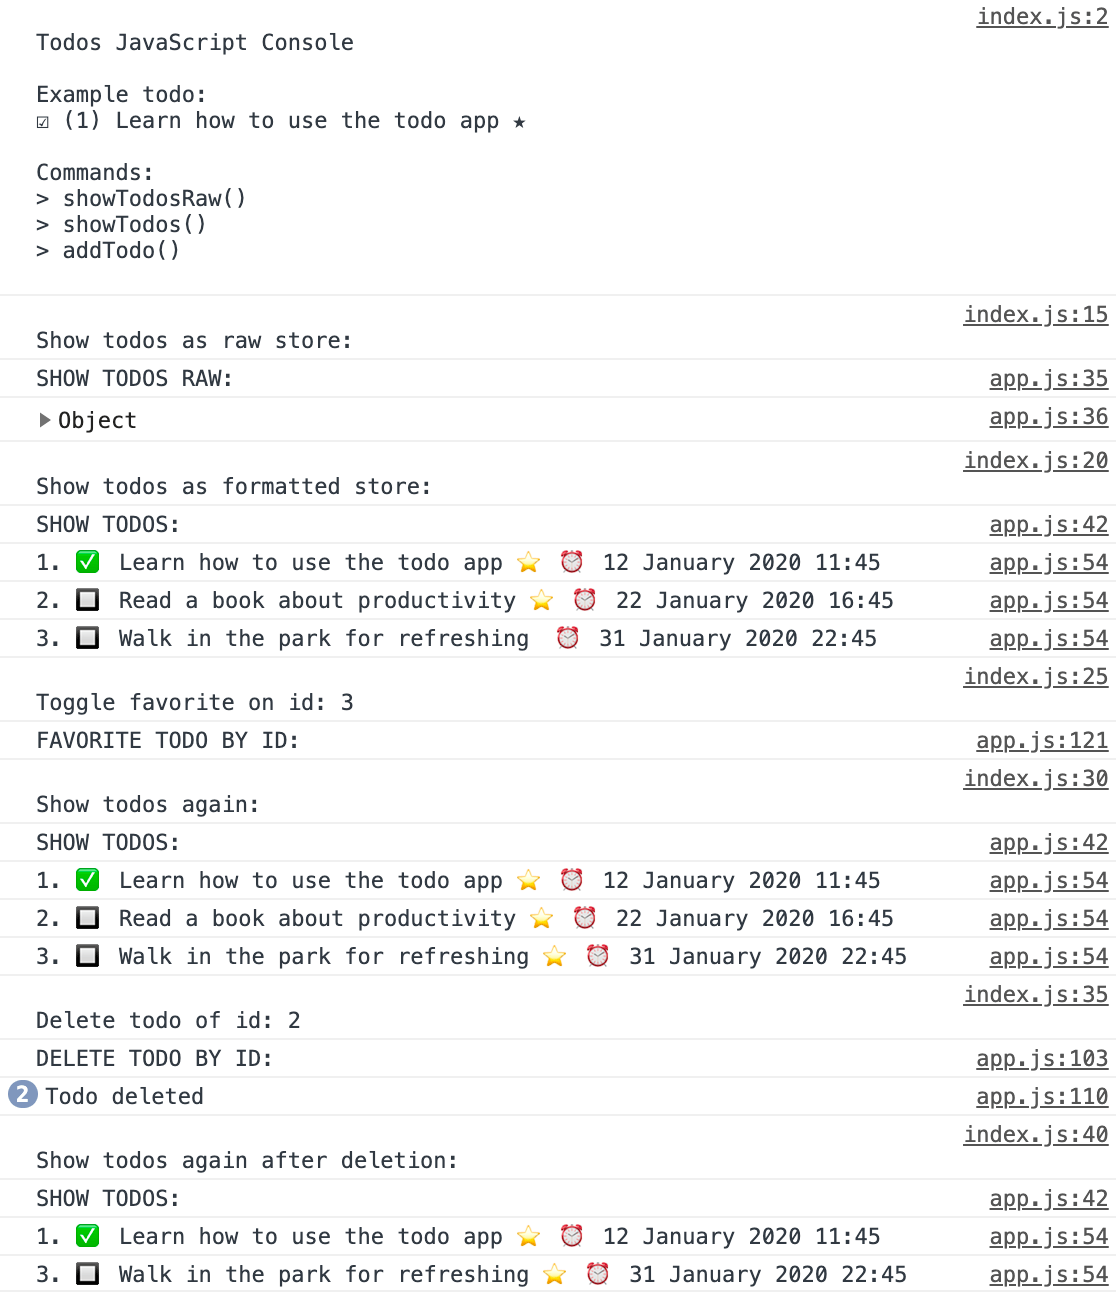 index.js:2
Todos JavaScript Console
Example todo:
☑ (1) Learn how to use the todo app ★
Commands:
> showTodosRaw()
> showTodos()
> addTodo()
index.js:15
Show todos as raw store:
SHOW TODOS RAW: app.js:35
▶ Object app.js:36
index.js:20
Show todos as formatted store:
SHOW TODOS: app.js:42
1. ✅ Learn how to use the todo app ⭐ ⏰ 12 January 2020 11:45 app.js:54
2. 🔲 Read a book about productivity ⭐ ⏰ 22 January 2020 16:45 app.js:54
3. 🔲 Walk in the park for refreshing ⏰ 31 January 2020 22:45 app.js:54
index.js:25
Toggle favorite on id: 3
FAVORITE TODO BY ID: app.js:121
index.js:30
Show todos again:
SHOW TODOS: app.js:42
1. ✅ Learn how to use the todo app ⭐ ⏰ 12 January 2020 11:45 app.js:54
2. 🔲 Read a book about productivity ⭐ ⏰ 22 January 2020 16:45 app.js:54
3. 🔲 Walk in the park for refreshing ⭐ ⏰ 31 January 2020 22:45 app.js:54
index.js:35
Delete todo of id: 2
DELETE TODO BY ID: app.js:103
2 Todo deleted app.js:110
index.js:40
Show todos again after deletion:
SHOW TODOS: app.js:42
1. ✅ Learn how to use the todo app ⭐ ⏰ 12 January 2020 11:45 app.js:54
3. 🔲 Walk in the park for refreshing ⭐ ⏰ 31 January 2020 22:45 app.js:54